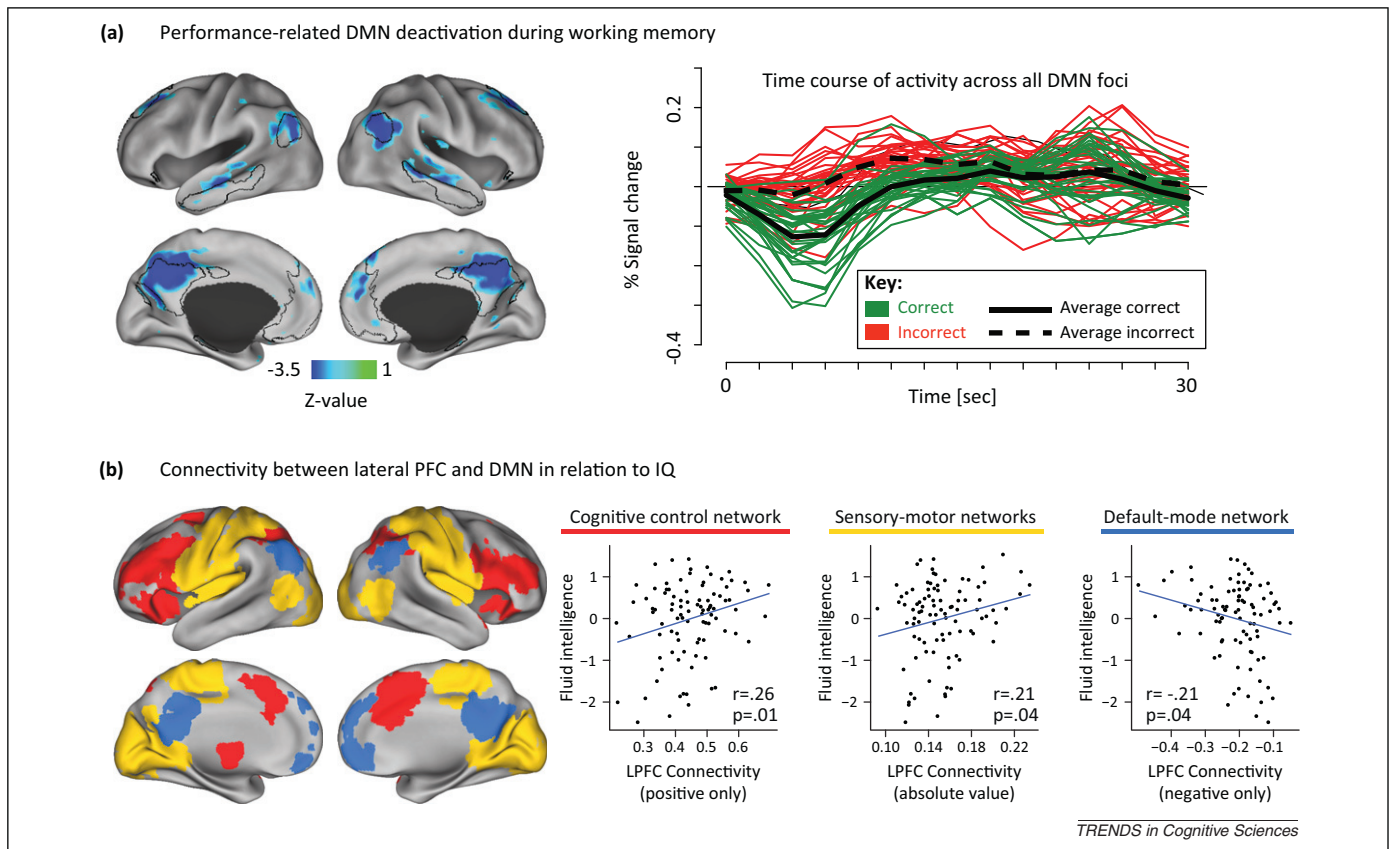 (a) Performance-related DMN deactivation during working memory
-3.5 1
Z-value
Time course of activity across all DMN foci
0.2
-0.4
% Signal change
Key:
Correct Average correct
Incorrect Average incorrect
0 30
Time [sec]
(b) Connectivity between lateral PFC and DMN in relation to IQ
Cognitive control network
Fluid intelligence
1
0
−1
−2
r=.26
p=.01
0.3 0.4 0.5 0.6
LPFC Connectivity
(positive only)
Sensory-motor networks
Fluid intelligence
1
0
−1
−2
r=.21
p=.04
0.10 0.14 0.18 0.22
LPFC Connectivity
(absolute value)
Default-mode network
Fluid intelligence
1
0
−1
−2
r= -.21
p=.04
−0.4 −0.3 −0.2 −0.1
LPFC Connectivity
(negative only)
TRENDS in Cognitive Sciences